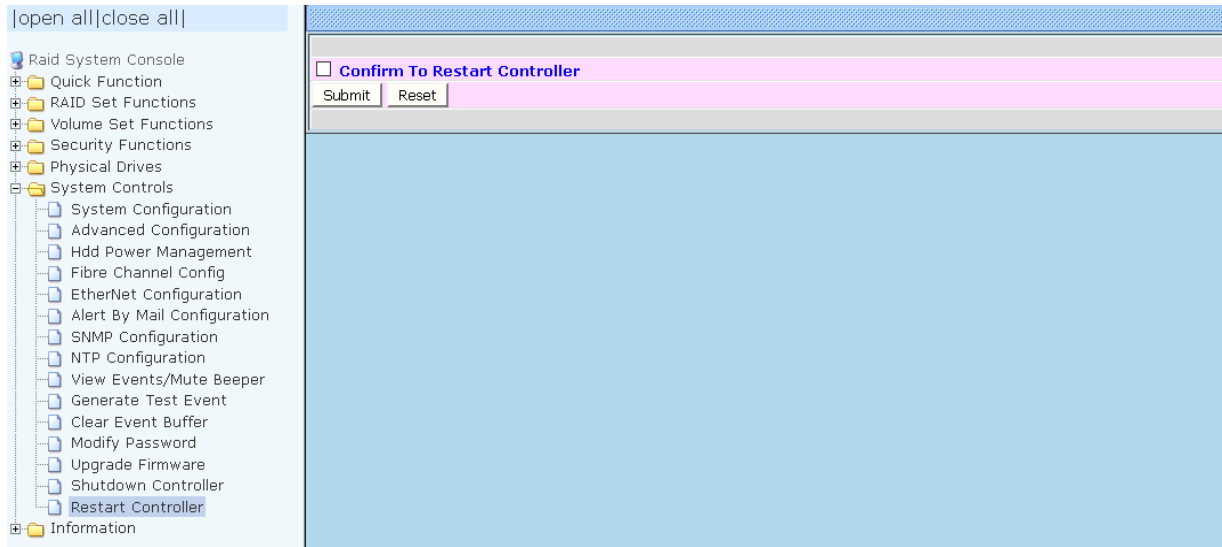 |open all|close all|
Raid System Console
Quick Function
RAID Set Functions
Volume Set Functions
Security Functions
Physical Drives
System Controls
System Configuration
Advanced Configuration
Hdd Power Management
Fibre Channel Config
EtherNet Configuration
Alert By Mail Configuration
SNMP Configuration
NTP Configuration
View Events/Mute Beeper
Generate Test Event
Clear Event Buffer
Modify Password
Upgrade Firmware
Shutdown Controller
Restart Controller
Information
Confirm To Restart Controller
Submit Reset